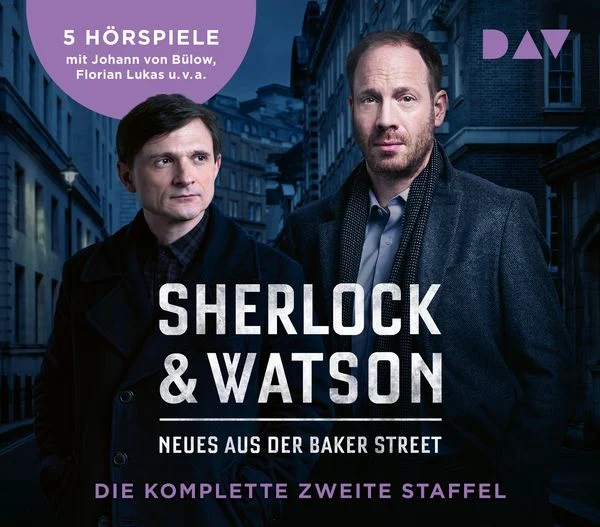 5 HÖRSPIELE
mit Johann von Bülow,
Florian Lukas u. v. a.
DAV
SHERLOCK
& WATSON
NEUES AUS DER BAKER STREET
DIE KOMPLETTE ZWEITE STAFFEL